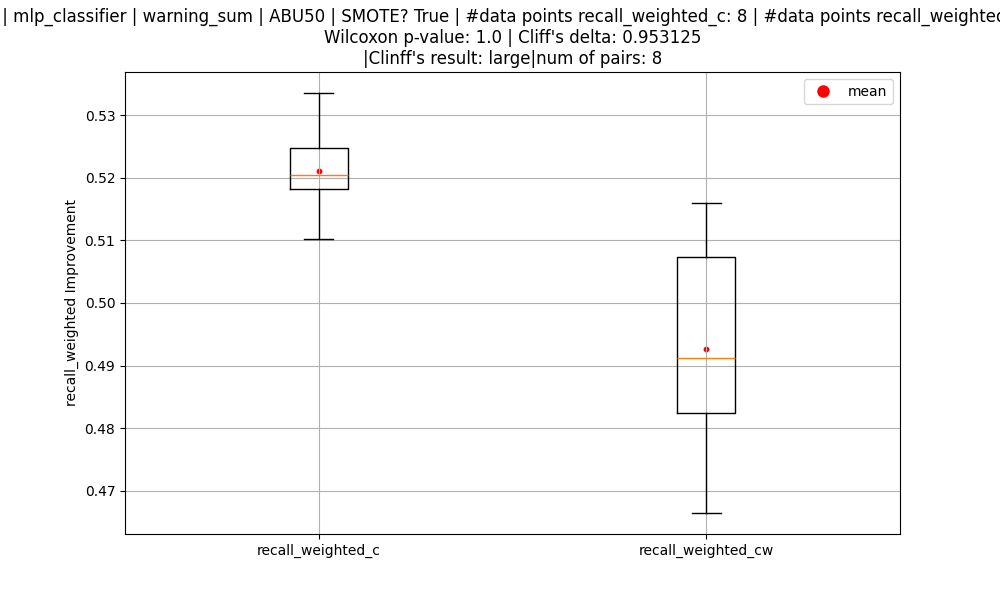 | mlp_classifier | warning_sum | ABU50 | SMOTE? True | #data points recall_weighted_c: 8 | #data points recall_weighted
Wilcoxon p-value: 1.0 | Cliff's delta: 0.953125
|Clinff's result: large|num of pairs: 8
mean
0.53
0.52
0.51
0.50
0.49
0.48
0.47
recall_weighted Improvement
recall_weighted_c
recall_weighted_cw